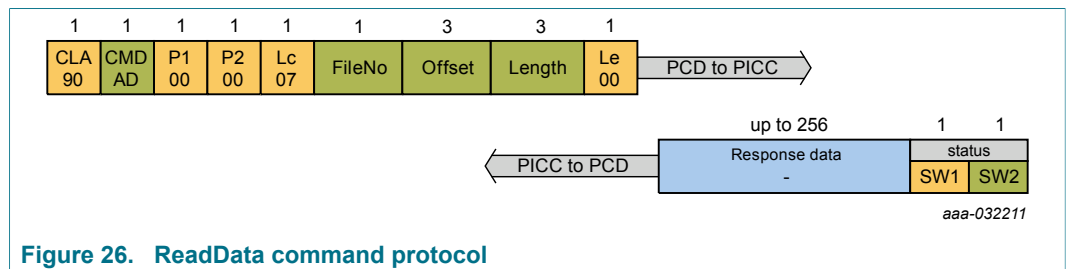 1 1 1 1 1 1 3 3 1
CLA CMD P1 P2 Lc FileNo Offset Length Le PCD to PICC
90 AD 00 00 07 00
up to 256 1 1
PICC to PCD Response data status
- SW1 SW2
aaa-032211
Figure 26. ReadData command protocol